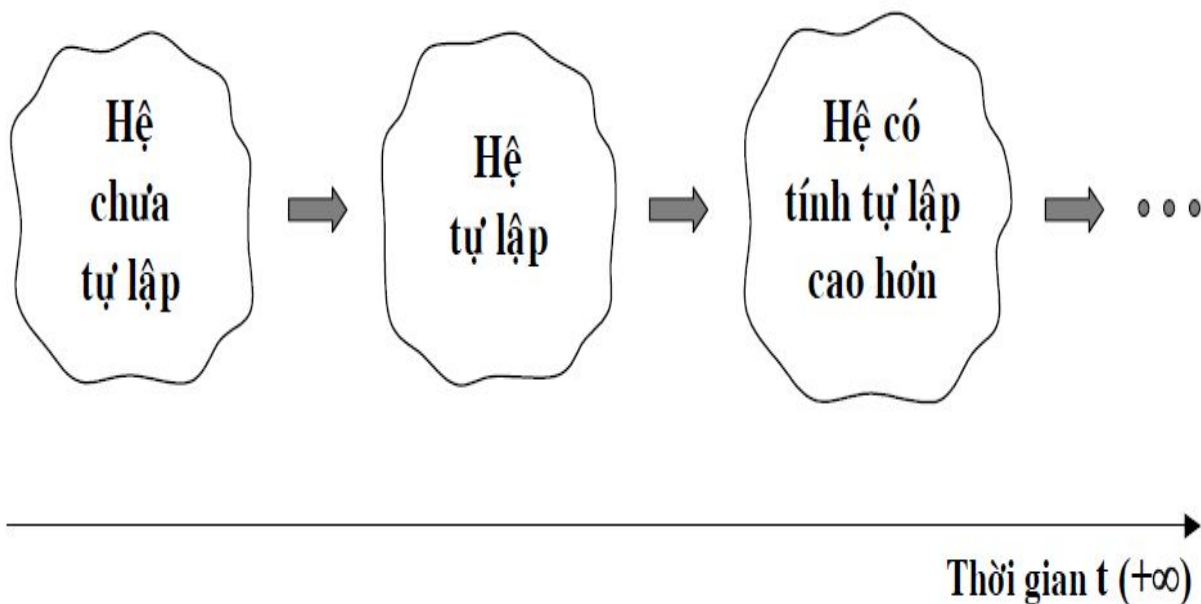 Hệ
chưa
tự lập
Hệ
tự lập
Hệ có
tính tự lập
cao hơn
Thời gian t (+∞)